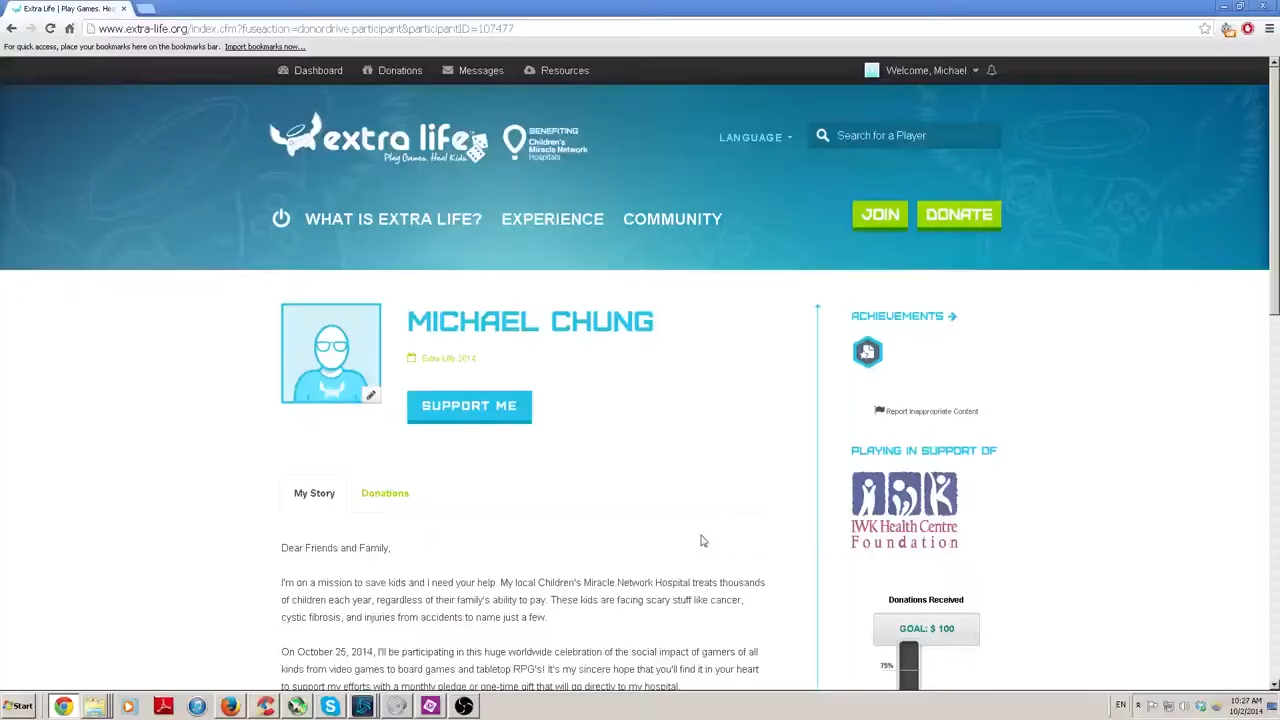 Extra Life | Play Games. Hea
www.extra-life.org/index.cfm?fuseaction=donordrive.participant&participantID=107477
For quick access, place your bookmarks here on the bookmarks bar. Import bookmarks now...
Dashboard Donations Messages Resources Welcome, Michael
extra life
Play Games. Heal Kids.
BENEFITING
Children's
Miracle Network
Hospitals
LANGUAGE
Search for a Player
WHAT IS EXTRA LIFE? EXPERIENCE COMMUNITY
JOIN DONATE
MICHAEL CHUNG
Extra Life 2014
SUPPORT ME
ACHIEVEMENTS
Report Inappropriate Content
PLAYING IN SUPPORT OF
IWK Health Centre
Foundation
My Story Donations
Dear Friends and Family,
I'm on a mission to save kids and I need your help. My local Children's Miracle Network Hospital treats thousands
of children each year, regardless of their family's ability to pay. These kids are facing scary stuff like cancer,
cystic fibrosis, and injuries from accidents to name just a few.
On October 25, 2014, I'll be participating in this huge worldwide celebration of the social impact of gamers of all
kinds from video games to board games and tabletop RPG's! It's my sincere hope that you'll find it in your heart
to support my efforts with a monthly pledge or one-time gift that will go directly to my hospital.
Donations Received
GOAL: $ 100
75%
Start
EN
10:27 AM
10/2/2014